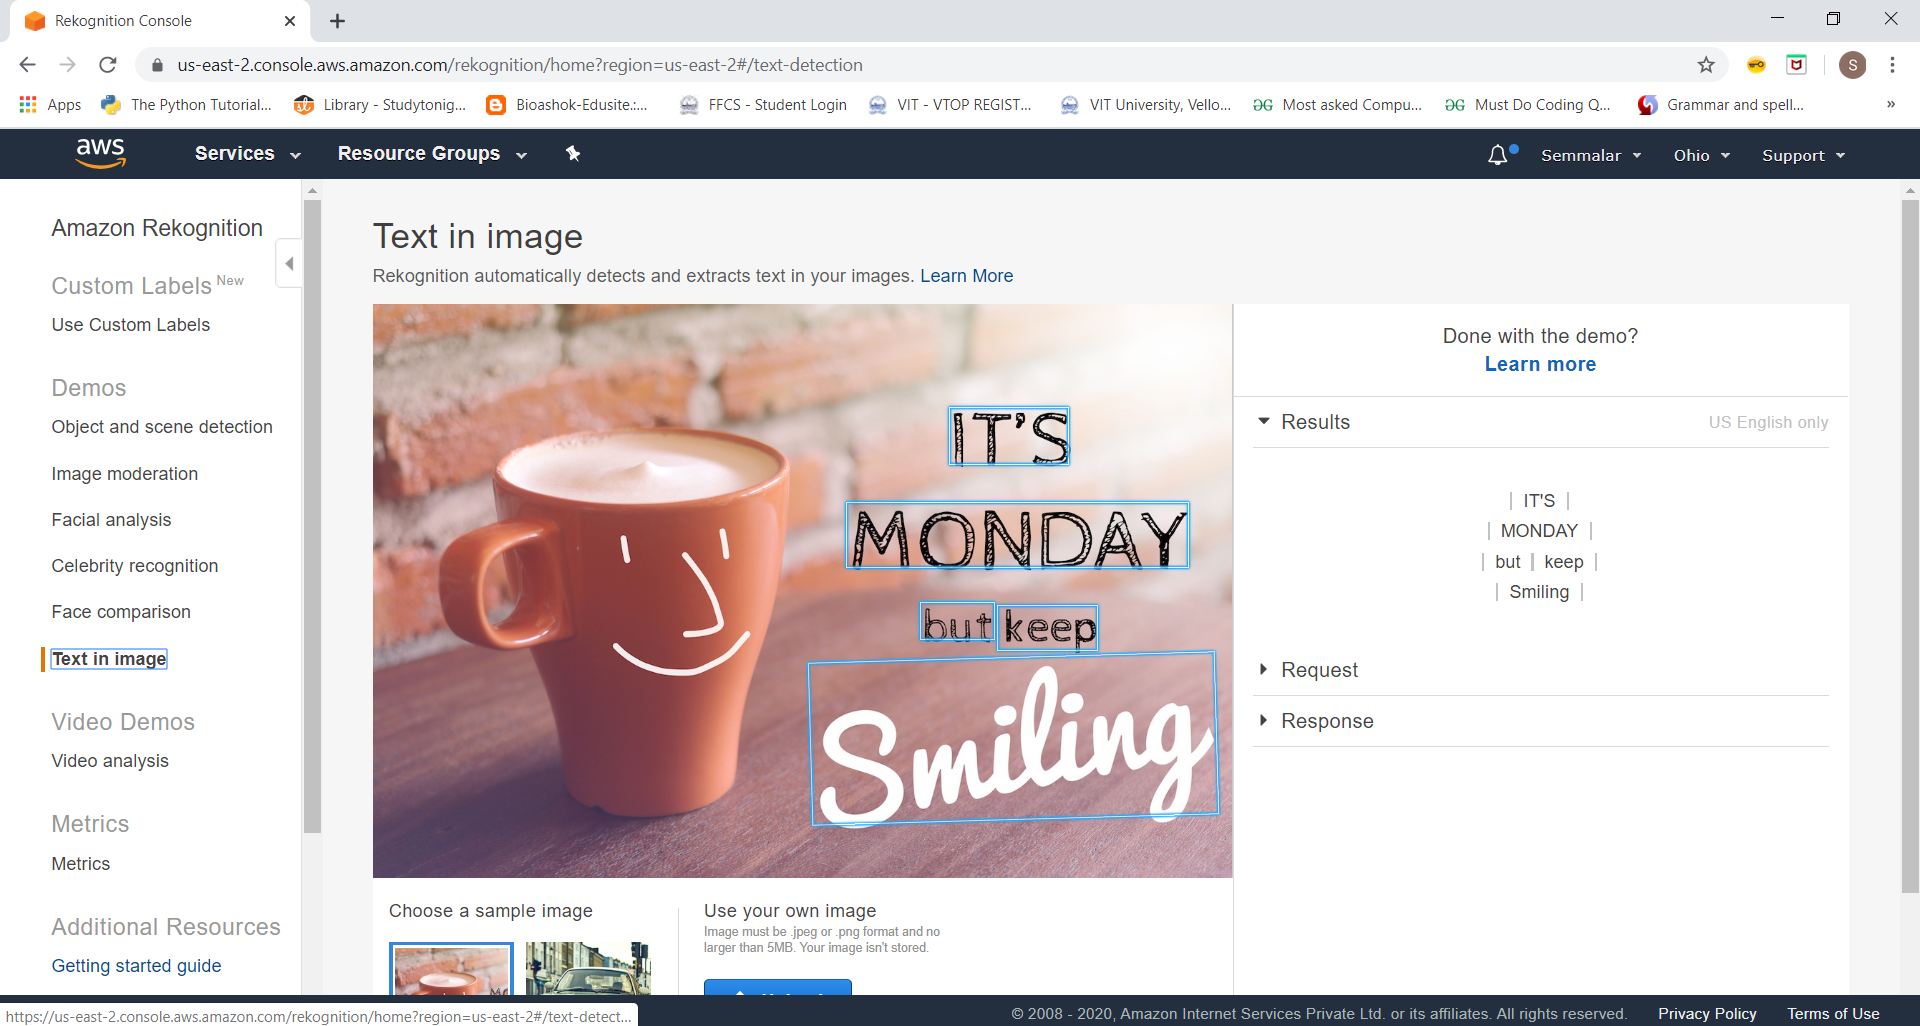 Rekognition Console
us-east-2.console.aws.amazon.com/rekognition/home?region=us-east-2#/text-detection
S
Apps
The Python Tutorial...
Library - Studytonig...
Bioashok-Edusite:...
FFCS - Student Login
VIT - VTOP REGIST...
VIT University, Vello...
Most asked Compu...
Must Do Coding Q...
Grammar and spell...
»
aws
Services
Resource Groups
Semmalar
Ohio
Support
Amazon Rekognition
Custom Labels New
Use Custom Labels
Demos
Object and scene detection
Image moderation
Facial analysis
Celebrity recognition
Face comparison
Text in image
Video Demos
Video analysis
Metrics
Metrics
Additional Resources
Getting started guide
Text in image
Rekognition automatically detects and extracts text in your images. Learn More
IT'S
MONDAY
but keep
Smiling
Choose a sample image
Use your own image
Image must be .jpeg or .png format and no
larger than 5MB. Your image isn't stored.
Done with the demo?
Learn more
Results
US English only
| IT'S |
| MONDAY |
| but | keep |
| Smiling |
Request
Response
https://us-east-2.console.aws.amazon.com/rekognition/home?region=us-east-2#/text-detect...
© 2008 - 2020, Amazon Internet Services Private Ltd. or its affiliates. All rights reserved.
Privacy Policy
Terms of Use